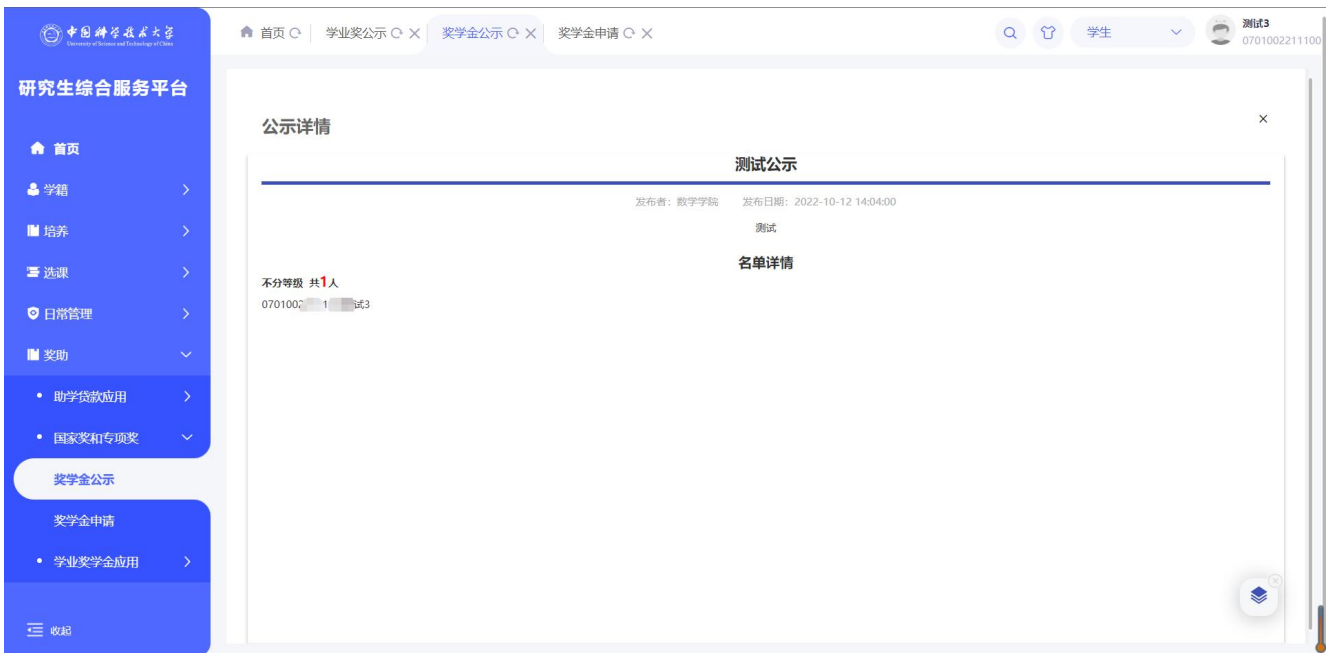 中国科学技术大学
University of Science and Technology of China
首页
学业奖公示
奖学金公示
奖学金申请
学生
测试3
0701002211100
研究生综合服务平台
首页
学籍
培养
选课
日常管理
奖助
助学贷款应用
国家奖和专项奖
奖学金公示
奖学金申请
学业奖学金应用
收起
公示详情
测试公示
发布者：数学学院 发布日期：2022-10-12 14:04:00
测试
名单详情
不分等级 共1人
070100 1 试3